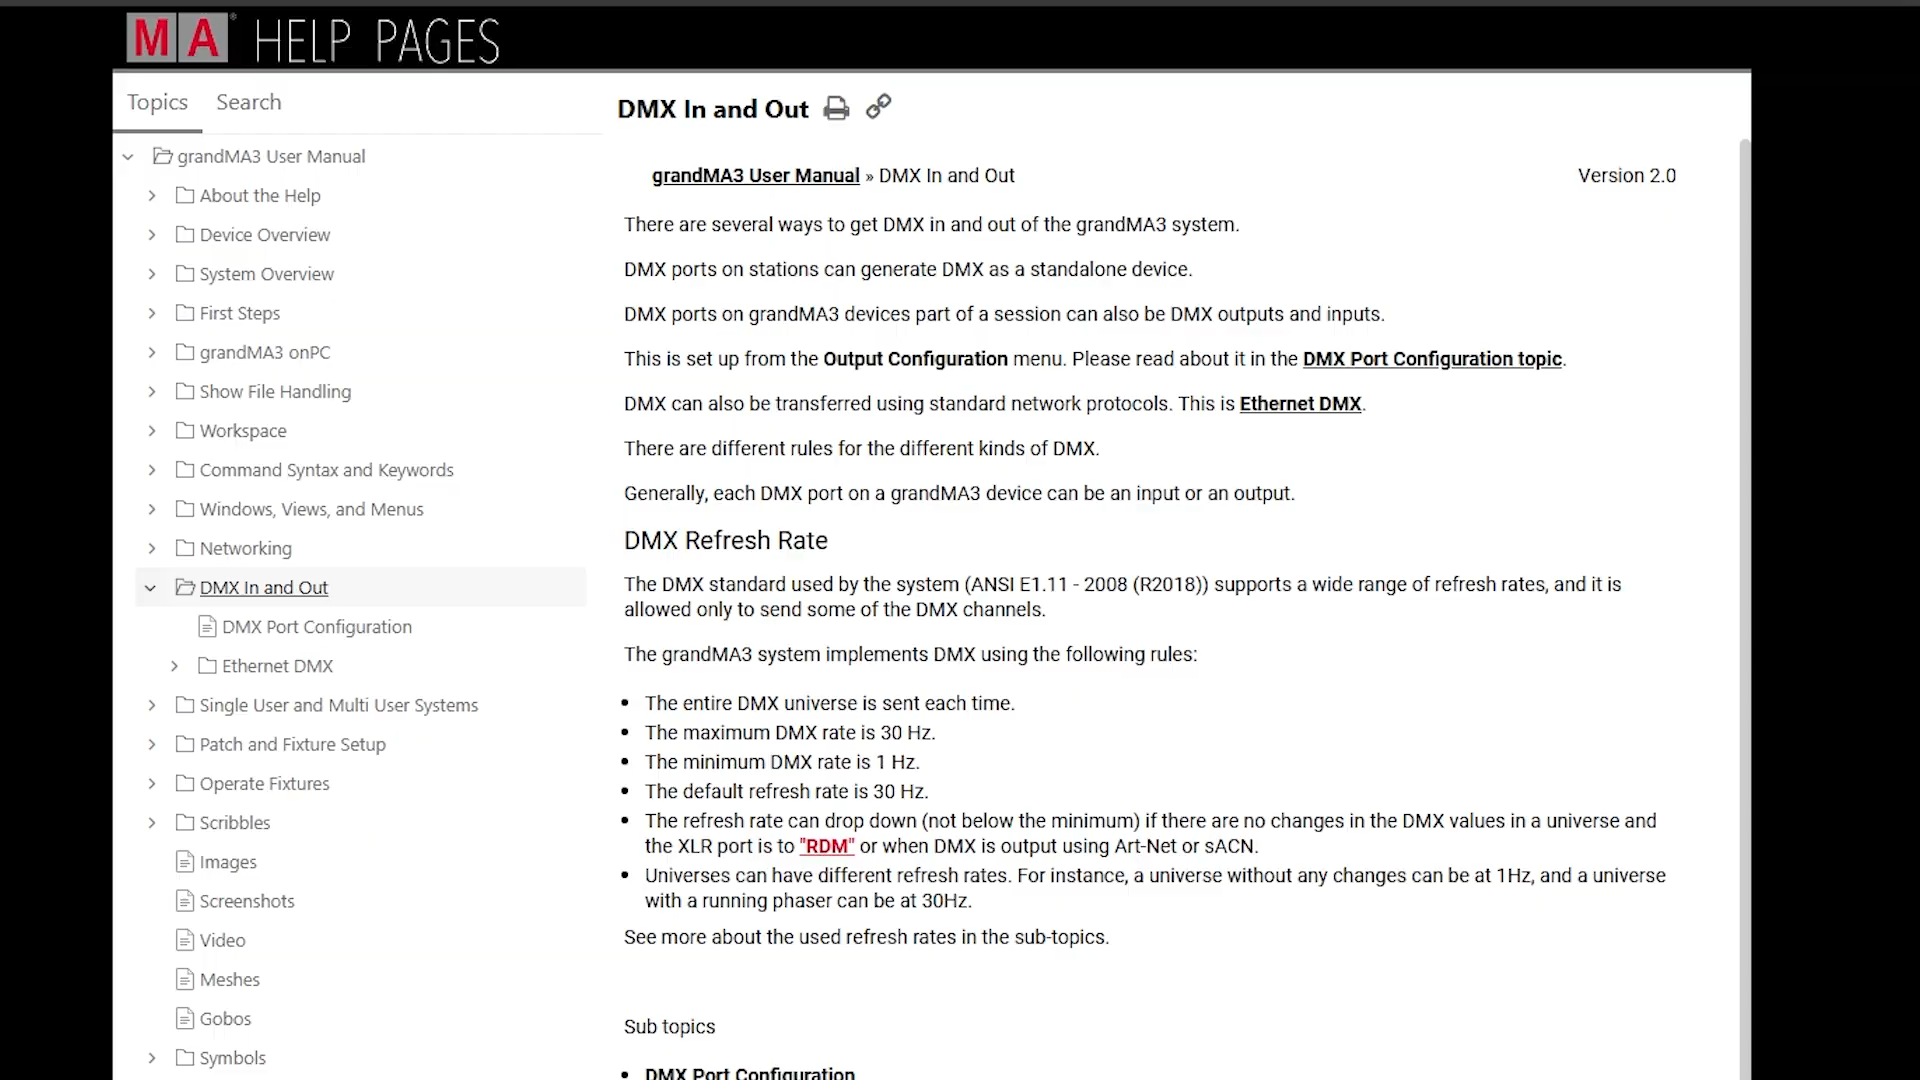 MA® HELP PAGES
Topics Search
grandMA3 User Manual
About the Help
Device Overview
System Overview
First Steps
grandMA3 onPC
Show File Handling
Workspace
Command Syntax and Keywords
Windows, Views, and Menus
Networking
DMX In and Out
DMX Port Configuration
Ethernet DMX
Single User and Multi User Systems
Patch and Fixture Setup
Operate Fixtures
Scribbles
Images
Screenshots
Video
Meshes
Gobos
Symbols
DMX In and Out
grandMA3 User Manual » DMX In and Out Version 2.0
There are several ways to get DMX in and out of the grandMA3 system.
DMX ports on stations can generate DMX as a standalone device.
DMX ports on grandMA3 devices part of a session can also be DMX outputs and inputs.
This is set up from the Output Configuration menu. Please read about it in the DMX Port Configuration topic.
DMX can also be transferred using standard network protocols. This is Ethernet DMX.
There are different rules for the different kinds of DMX.
Generally, each DMX port on a grandMA3 device can be an input or an output.
DMX Refresh Rate
The DMX standard used by the system (ANSI E1.11 - 2008 (R2018)) supports a wide range of refresh rates, and it is
allowed only to send some of the DMX channels.
The grandMA3 system implements DMX using the following rules:
• The entire DMX universe is sent each time.
• The maximum DMX rate is 30 Hz.
• The minimum DMX rate is 1 Hz.
• The default refresh rate is 30 Hz.
• The refresh rate can drop down (not below the minimum) if there are no changes in the DMX values in a universe and
the XLR port is to "RDM" or when DMX is output using Art-Net or sACN.
• Universes can have different refresh rates. For instance, a universe without any changes can be at 1Hz, and a universe
with a running phaser can be at 30Hz.
See more about the used refresh rates in the sub-topics.
Sub topics
• DMX Port Configuration